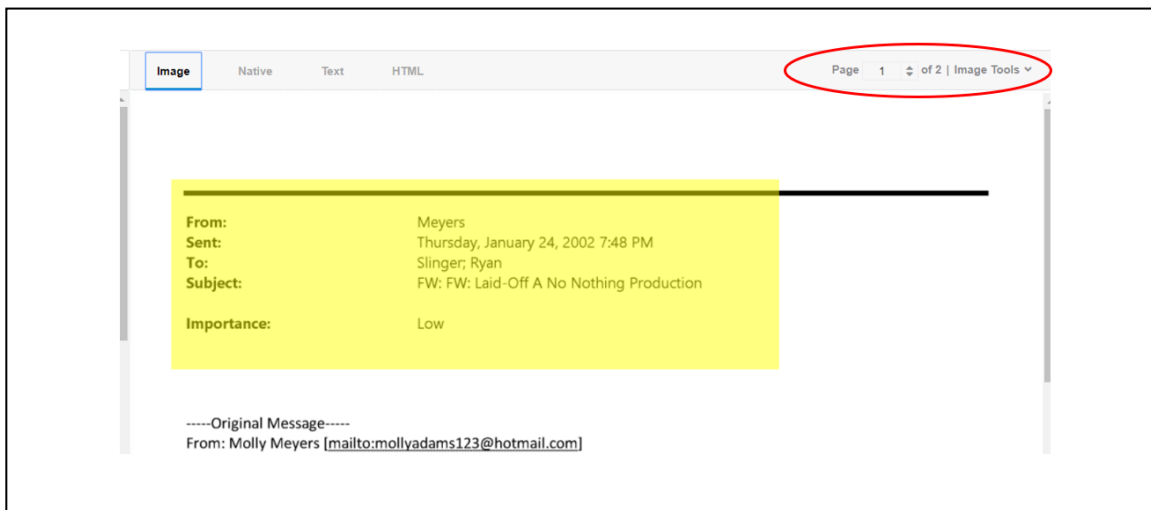 Image Native Text HTML Page 1 of 2 | Image Tools
From: Meyers
Sent: Thursday, January 24, 2002 7:48 PM
To: Slinger; Ryan
Subject: FW: FW: Laid-Off A No Nothing Production
Importance: Low
-----Original Message-----
From: Molly Meyers [mailto:mollyadams123@hotmail.com]